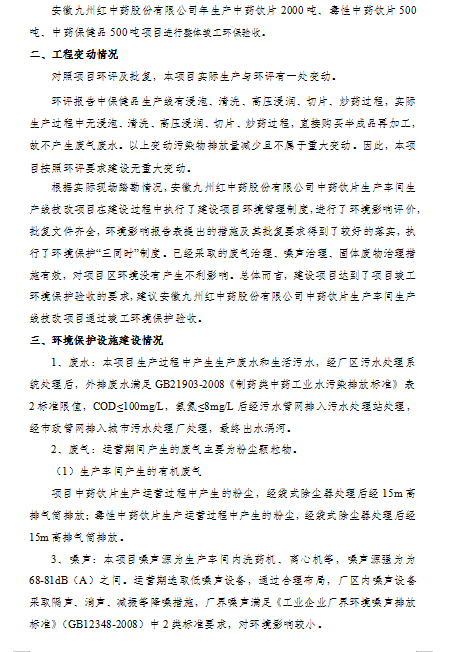 安徽九州红中药股份有限公司年生产中药饮片 2000 吨、毒性中药饮片 500
吨、中药保健品 500 吨项目进行整体竣工环保验收。
二、工程变动情况
对照项目环评及批复，本项目实际生产与环评有一处变动。
环评报告中保健品生产线有浸泡、清洗、高压浸润、切片、炒药过程，实际
生产过程中无浸泡、清洗、高压浸润、切片、炒药过程，直接购买半成品再加工，
故不产生废气废水。以上变动污染物排放量减少且不属于重大变动。因此，本项
目按照环评要求建设无重大变动。
根据实际现场踏勘情况，安徽九州红中药股份有限公司中药饮片生产车间生
产线技改项目在建设过程中执行了建设项目环境管理制度，进行了环境影响评价，
批复文件齐全，环境影响报告表提出的措施及其批复要求得到了较好的落实，执
行了环境保护“三同时”制度。已经采取的废气治理、噪声治理、固体废物治理措
施有效，对项目区环境没有产生不利影响。总体而言，建设项目达到了项目竣工
环境保护验收的要求，建议安徽九州红中药股份有限公司中药饮片生产车间生产
线技改项目通过竣工环境保护验收。
三、环境保护设施建设情况
1、废水：本项目生产过程中产生生产废水和生活污水，经厂区污水处理系
统处理后，外排废水满足 GB21903-2008《制药类中药工业水污染排放标准》表
2 标准限值，COD≤100mg/L，氨氮≤8mg/L 后经污水管网排入污水处理站处理，
经市政管网排入城市污水处理厂处理，最终出水涡河。
2、废气：运营期间产生的废气主要为粉尘颗粒物。
（1）生产车间产生的有机废气
项目中药饮片生产运营过程中产生的粉尘，经袋式除尘器处理后经 15m 高
排气筒排放；毒性中药饮片生产运营过程中产生的粉尘，经袋式除尘器处理后经
15m 高排气筒排放。
3、噪声：本项目噪声源为生产车间内洗药机、离心机等，噪声源强为为
68-81dB（A）之间。运营期选取低噪声设备，通过合理布局，厂区内噪声设备
采取隔声、消声、减振等降噪措施，厂界噪声满足《工业企业厂界环境噪声排放
标准》（GB12348-2008）中 2 类标准要求，对环境影响较小。